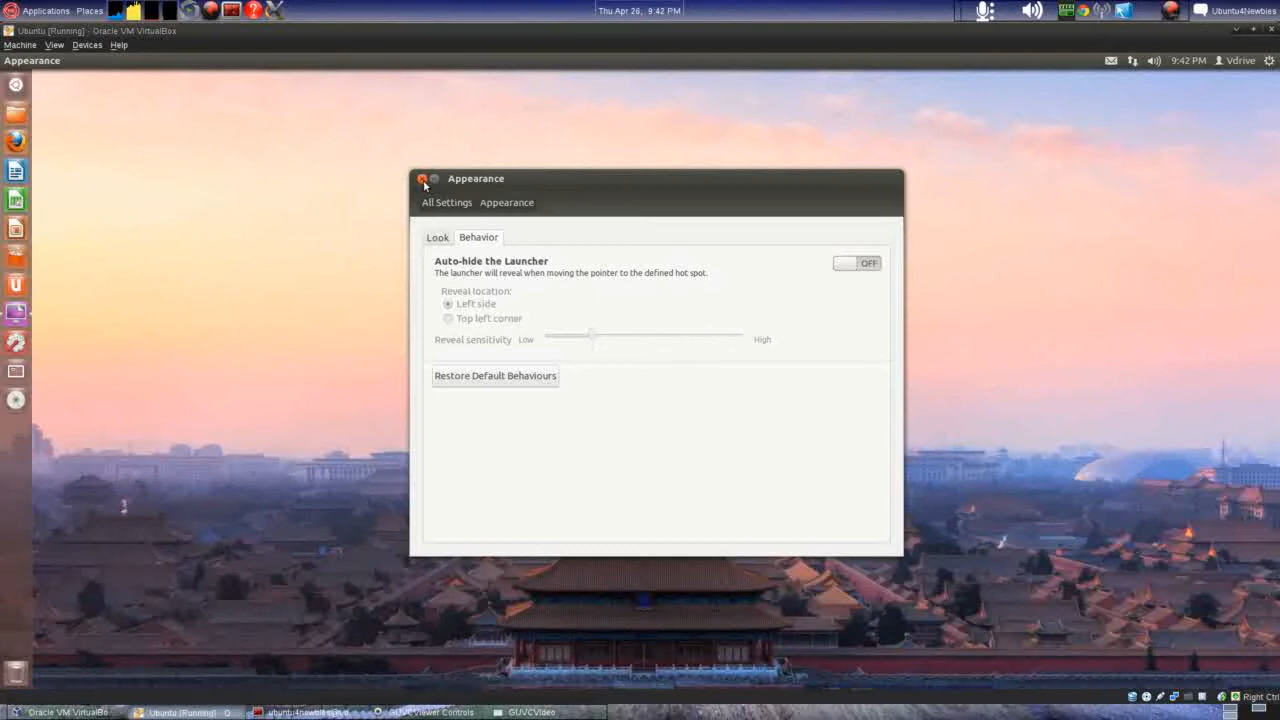 Applications Places Thu Apr 26, 9:42 PM Ubuntu4Newbies
Ubuntu [Running] - Oracle VM VirtualBox
Machine View Devices Help
Appearance 9:42 PM Vdrive
Appearance
All Settings Appearance
Look Behavior
Auto-hide the Launcher
The launcher will reveal when moving the pointer to the defined hot spot.
OFF
Reveal location:
Left side
Top left corner
Reveal sensitivity Low High
Restore Default Behaviours
Right Ctrl
Oracle VM VirtualBo Ubuntu [Running] - O GUVCViewer Controls GUVCVideo